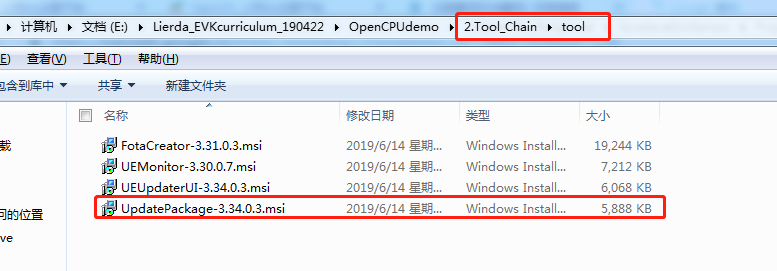 计算机 ▸ 文档 (E:) ▸ Lierda_EVKcurriculum_190422 ▸ OpenCPUdemo ▸ 2.Tool_Chain ▸ tool
(E) 查看(V) 工具(T) 帮助(H)
包含到库中 共享 新建文件夹
名称 修改日期 类型 大小
FotaCreator-3.31.0.3.msi 2019/6/14 星期... Windows Install... 19,244 KB
载 UEMonitor-3.30.0.7.msi 2019/6/14 星期... Windows Install... 7,212 KB
UEUpdaterUI-3.34.0.3.msi 2019/6/14 星期... Windows Install... 6,068 KB
问的位置 UpdatePackage-3.34.0.3.msi 2019/6/14 星期... Windows Install... 5,888 KB
ve